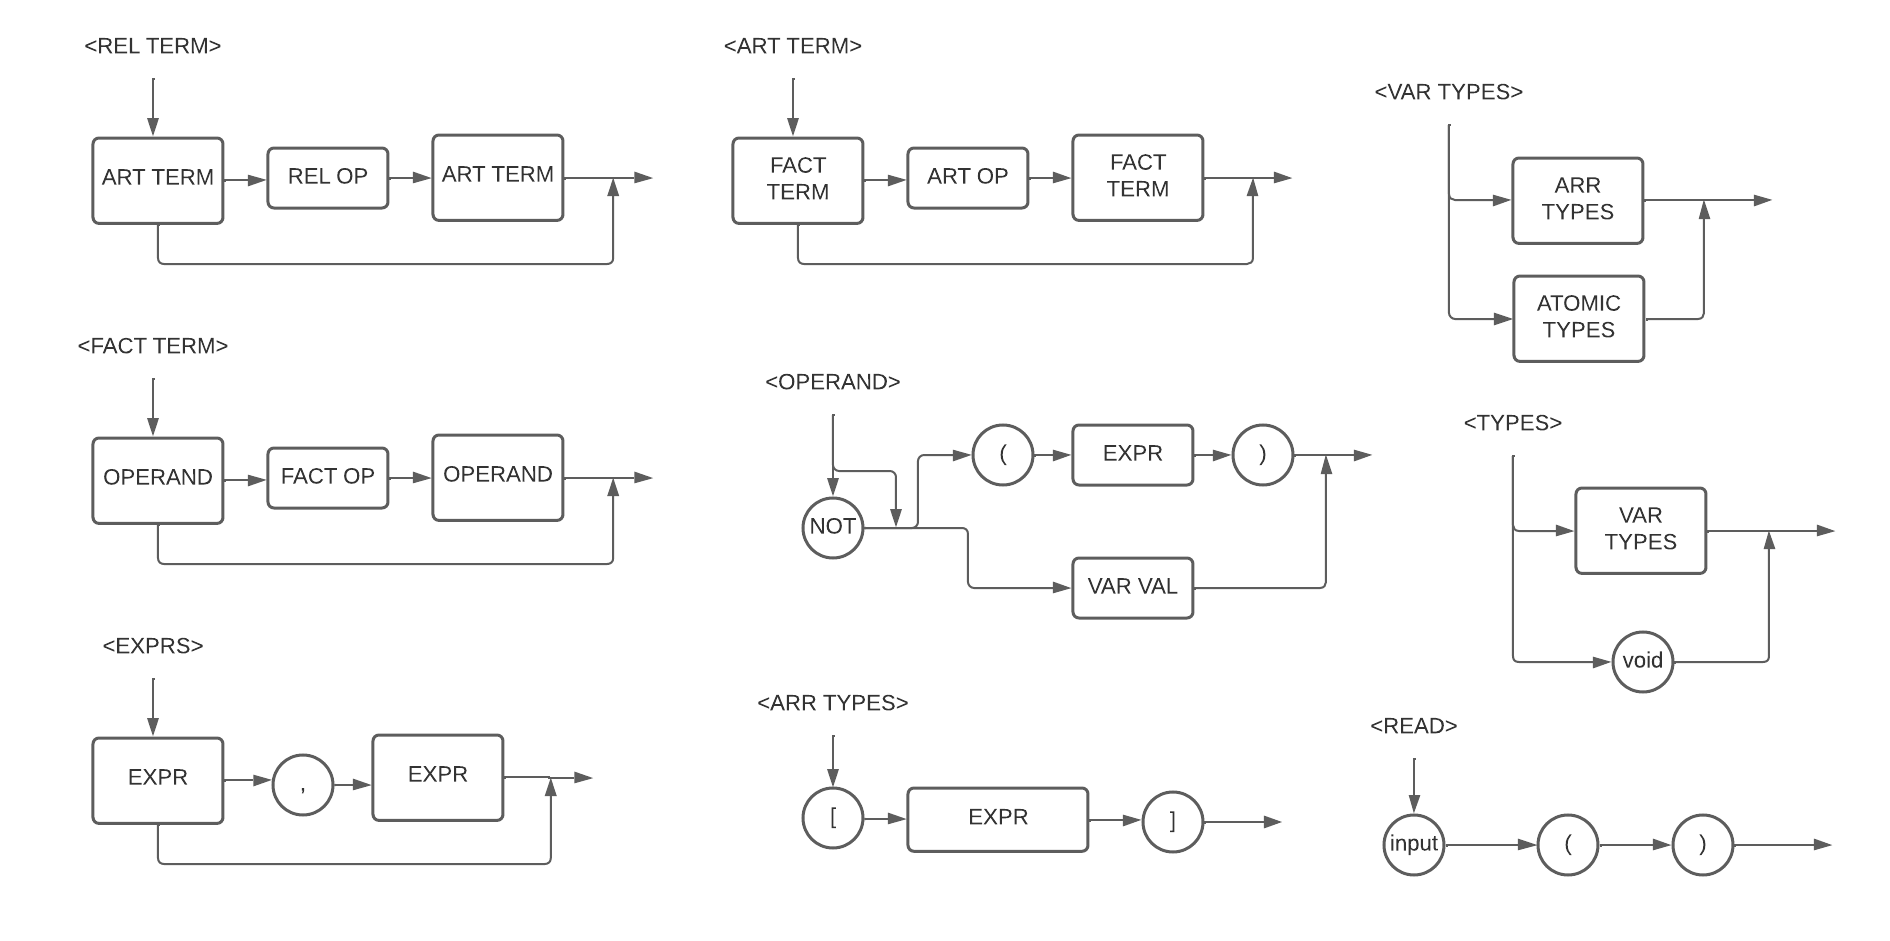 <REL TERM>
ART TERM
REL OP
ART TERM
<ART TERM>
FACT
TERM
ART OP
FACT
TERM
<VAR TYPES>
ARR
TYPES
ATOMIC
TYPES
<FACT TERM>
OPERAND
FACT OP
OPERAND
<OPERAND>
NOT
(
EXPR
)
VAR VAL
<TYPES>
VAR
TYPES
void
<EXPRS>
EXPR
,
EXPR
<ARR TYPES>
[
EXPR
]
<READ>
input
(
)